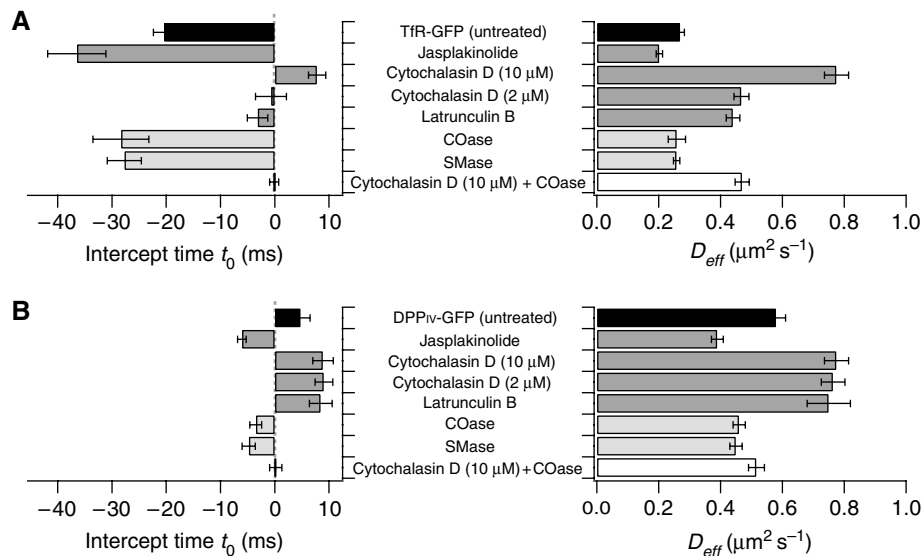 A
TfR-GFP (untreated)
Jasplakinolide
Cytochalasin D (10 μM)
Cytochalasin D (2 μM)
Latrunculin B
COase
SMase
Cytochalasin D (10 μM) + COase
−40 −30 −20 −10 0 10
Intercept time t0 (ms)
0.0 0.2 0.4 0.6 0.8 1.0
Deff (μm² s⁻¹)
B
DPPIV-GFP (untreated)
Jasplakinolide
Cytochalasin D (10 μM)
Cytochalasin D (2 μM)
Latrunculin B
COase
SMase
Cytochalasin D (10 μM)+COase
−40 −30 −20 −10 0 10
Intercept time t0 (ms)
0.0 0.2 0.4 0.6 0.8 1.0
Deff (μm² s⁻¹)